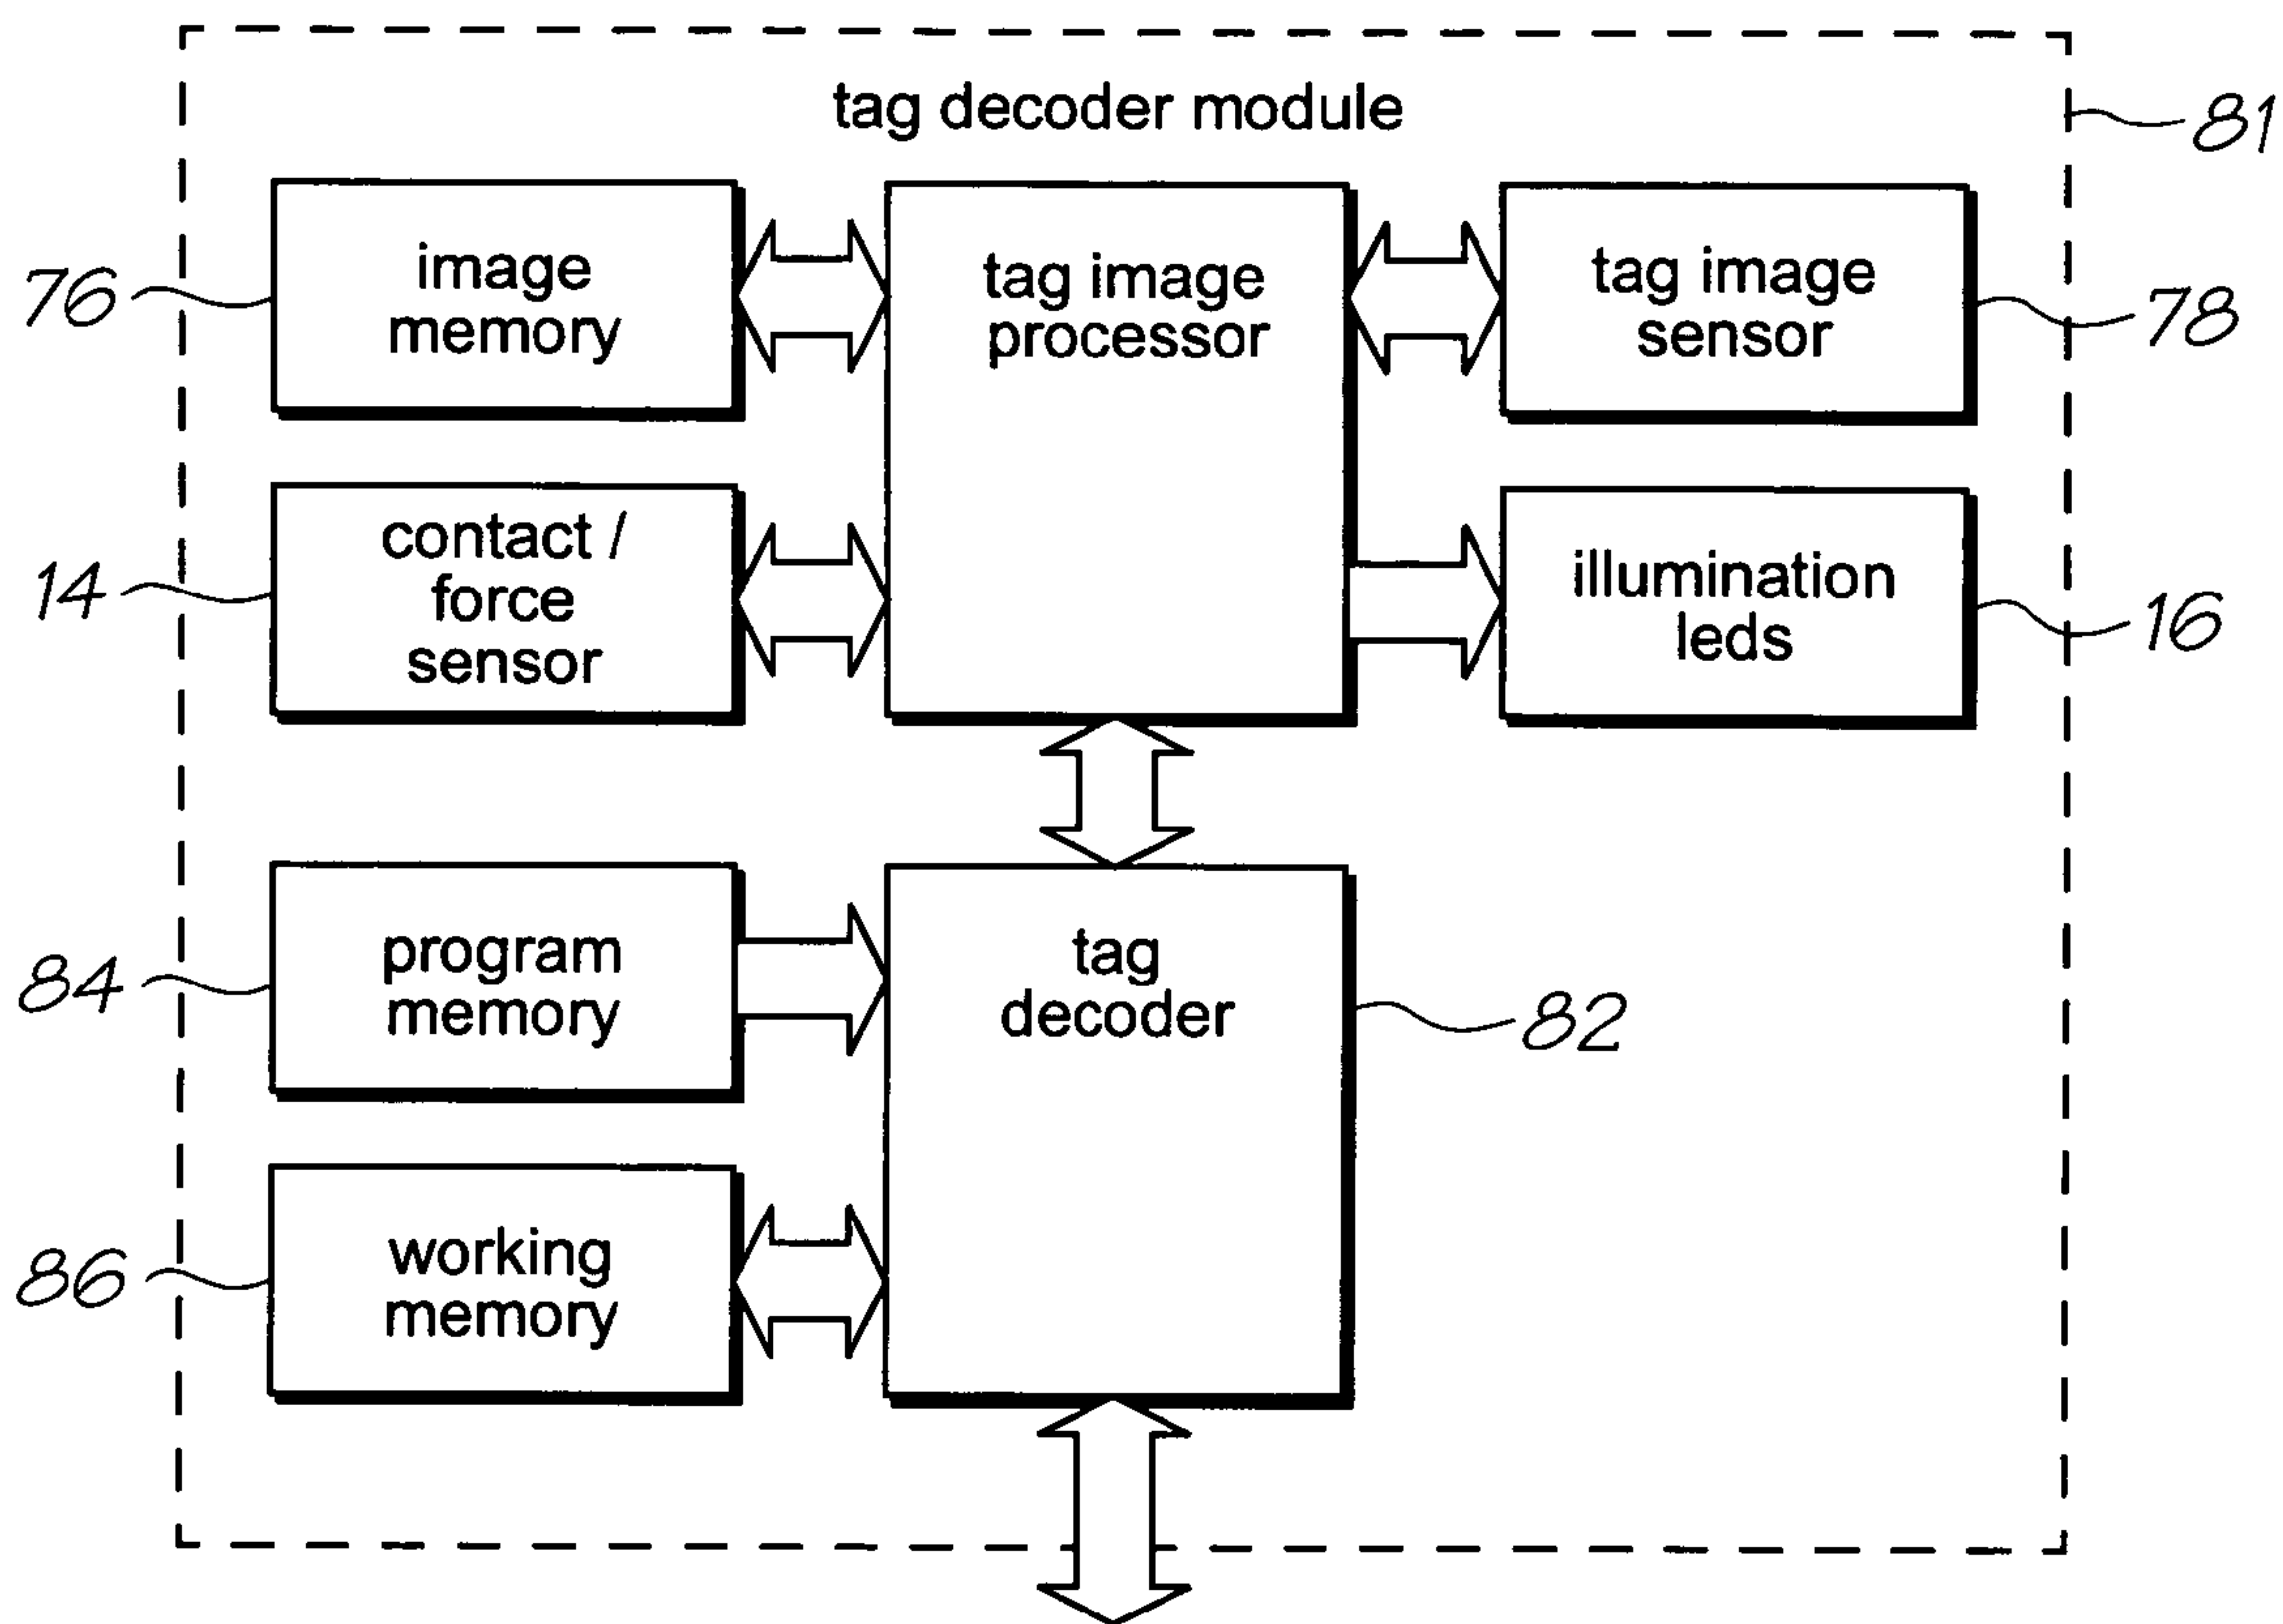 tag decoder module
81
76
image
memory
tag image
processor
tag image
sensor
78
14
contact /
force
sensor
illumination
leds
16
84
program
memory
tag
decoder
82
86
working
memory